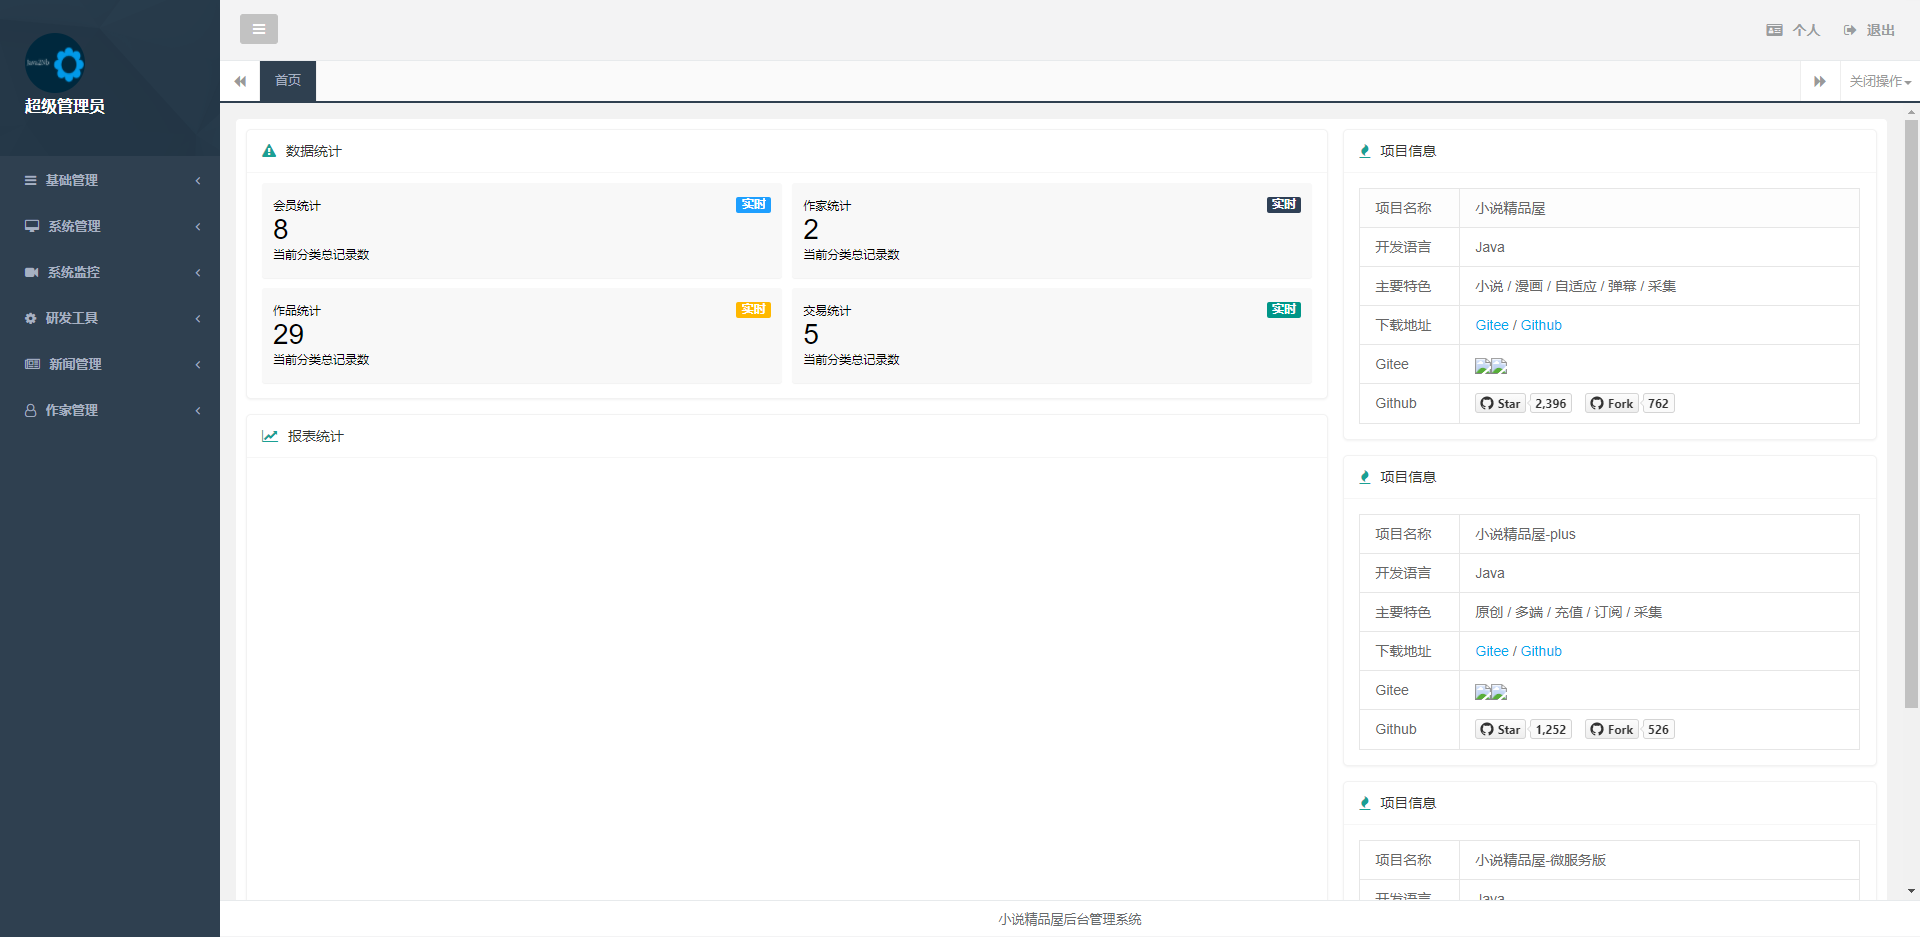 Java2Nb
超级管理员
基础管理
系统管理
系统监控
研发工具
新闻管理
作家管理
个人
退出
首页
关闭操作
数据统计
会员统计
实时
8
当前分类总记录数
作家统计
实时
2
当前分类总记录数
作品统计
实时
29
当前分类总记录数
交易统计
实时
5
当前分类总记录数
报表统计
项目信息
项目名称 小说精品屋
开发语言 Java
主要特色 小说 / 漫画 / 自适应 / 弹幕 / 采集
下载地址 Gitee / Github
Gitee
Github Star 2,396 Fork 762
项目信息
项目名称 小说精品屋-plus
开发语言 Java
主要特色 原创 / 多端 / 充值 / 订阅 / 采集
下载地址 Gitee / Github
Gitee
Github Star 1,252 Fork 526
项目信息
项目名称 小说精品屋-微服务版
开发语言 Java
小说精品屋后台管理系统